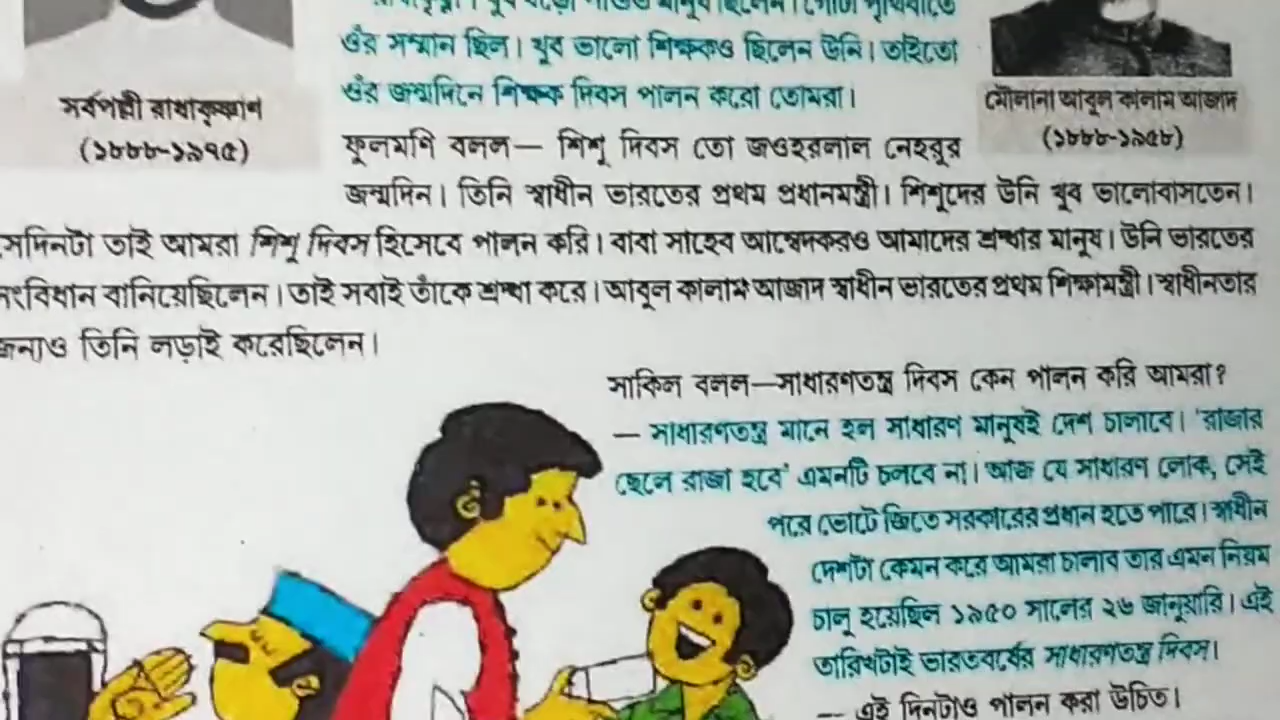 ওঁর সম্মান ছিল। খুব ভালো শিক্ষকও ছিলেন উনি। তাইতো
ওঁর জন্মদিনে শিক্ষক দিবস পালন করো তোমরা।
সর্বপল্লী রাধাকৃষ্ণাণ
(১৮৮৮-১৯৭৫)
মৌলানা আবুল কালাম আজাদ
(১৮৮৮-১৯৫৮)
ফুলমণি বলল— শিশু দিবস তো জওহরলাল নেহরুর
জন্মদিন। তিনি স্বাধীন ভারতের প্রথম প্রধানমন্ত্রী। শিশুদের উনি খুব ভালোবাসতেন।
সেদিনটা তাই আমরা শিশু দিবস হিসেবে পালন করি। বাবা সাহেব আম্বেদকরও আমাদের শ্রদ্ধার মানুষ। উনি ভারতের
সংবিধান বানিয়েছিলেন। তাই সবাই তাঁকে শ্রদ্ধা করে। আবুল কালাম আজাদ স্বাধীন ভারতের প্রথম শিক্ষামন্ত্রী। স্বাধীনতার
জন্যও তিনি লড়াই করেছিলেন।
সাকিল বলল—সাধারণতন্ত্র দিবস কেন পালন করি আমরা?
— সাধারণতন্ত্র মানে হল সাধারণ মানুষই দেশ চালাবে। 'রাজার
ছেলে রাজা হবে' এমনটি চলবে না। আজ যে সাধারণ লোক, সেই
পরে ভোটে জিতে সরকারের প্রধান হতে পারে। স্বাধীন
দেশটা কেমন করে আমরা চালাব তার এমন নিয়ম
চালু হয়েছিল ১৯৫০ সালের ২৬ জানুয়ারি। এই
তারিখটাই ভারতবর্ষের সাধারণতন্ত্র দিবস।
— এই দিনটাও পালন করা উচিত।